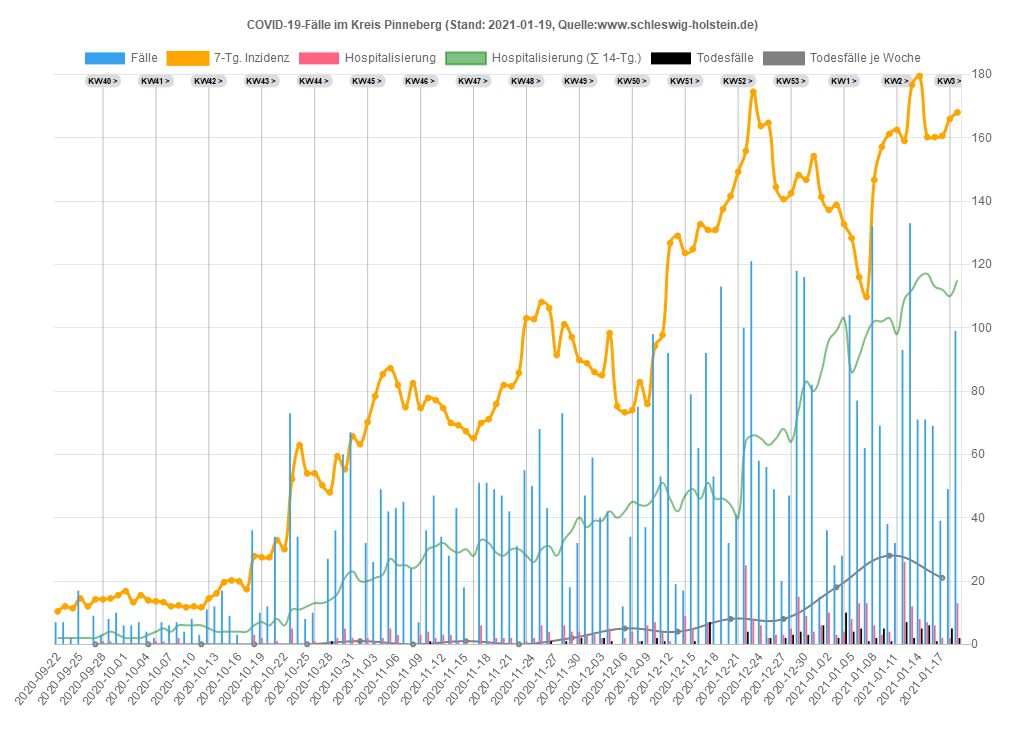 COVID-19-Fälle im Kreis Pinneberg (Stand: 2021-01-19, Quelle:www.schleswig-holstein.de)
Fälle 7-Tg. Inzidenz Hospitalisierung Hospitalisierung (∑ 14-Tg.) Todesfälle Todesfälle je Woche
KW40 > KW41 > KW42 > KW43 > KW44 > KW45 > KW46 > KW47 > KW48 > KW49 > KW50 > KW51 > KW52 > KW53 > KW1 > KW2 > KW3 >
180
160
140
120
100
80
60
40
20
0
2020-09-22 2020-09-25 2020-09-28 2020-10-01 2020-10-04 2020-10-07 2020-10-10 2020-10-13 2020-10-16 2020-10-19 2020-10-22 2020-10-25 2020-10-28 2020-10-31 2020-11-03 2020-11-06 2020-11-09 2020-11-12 2020-11-15 2020-11-18 2020-11-21 2020-11-24 2020-11-27 2020-11-30 2020-12-03 2020-12-06 2020-12-09 2020-12-12 2020-12-15 2020-12-18 2020-12-21 2020-12-24 2020-12-27 2020-12-30 2021-01-02 2021-01-05 2021-01-08 2021-01-11 2021-01-14 2021-01-17